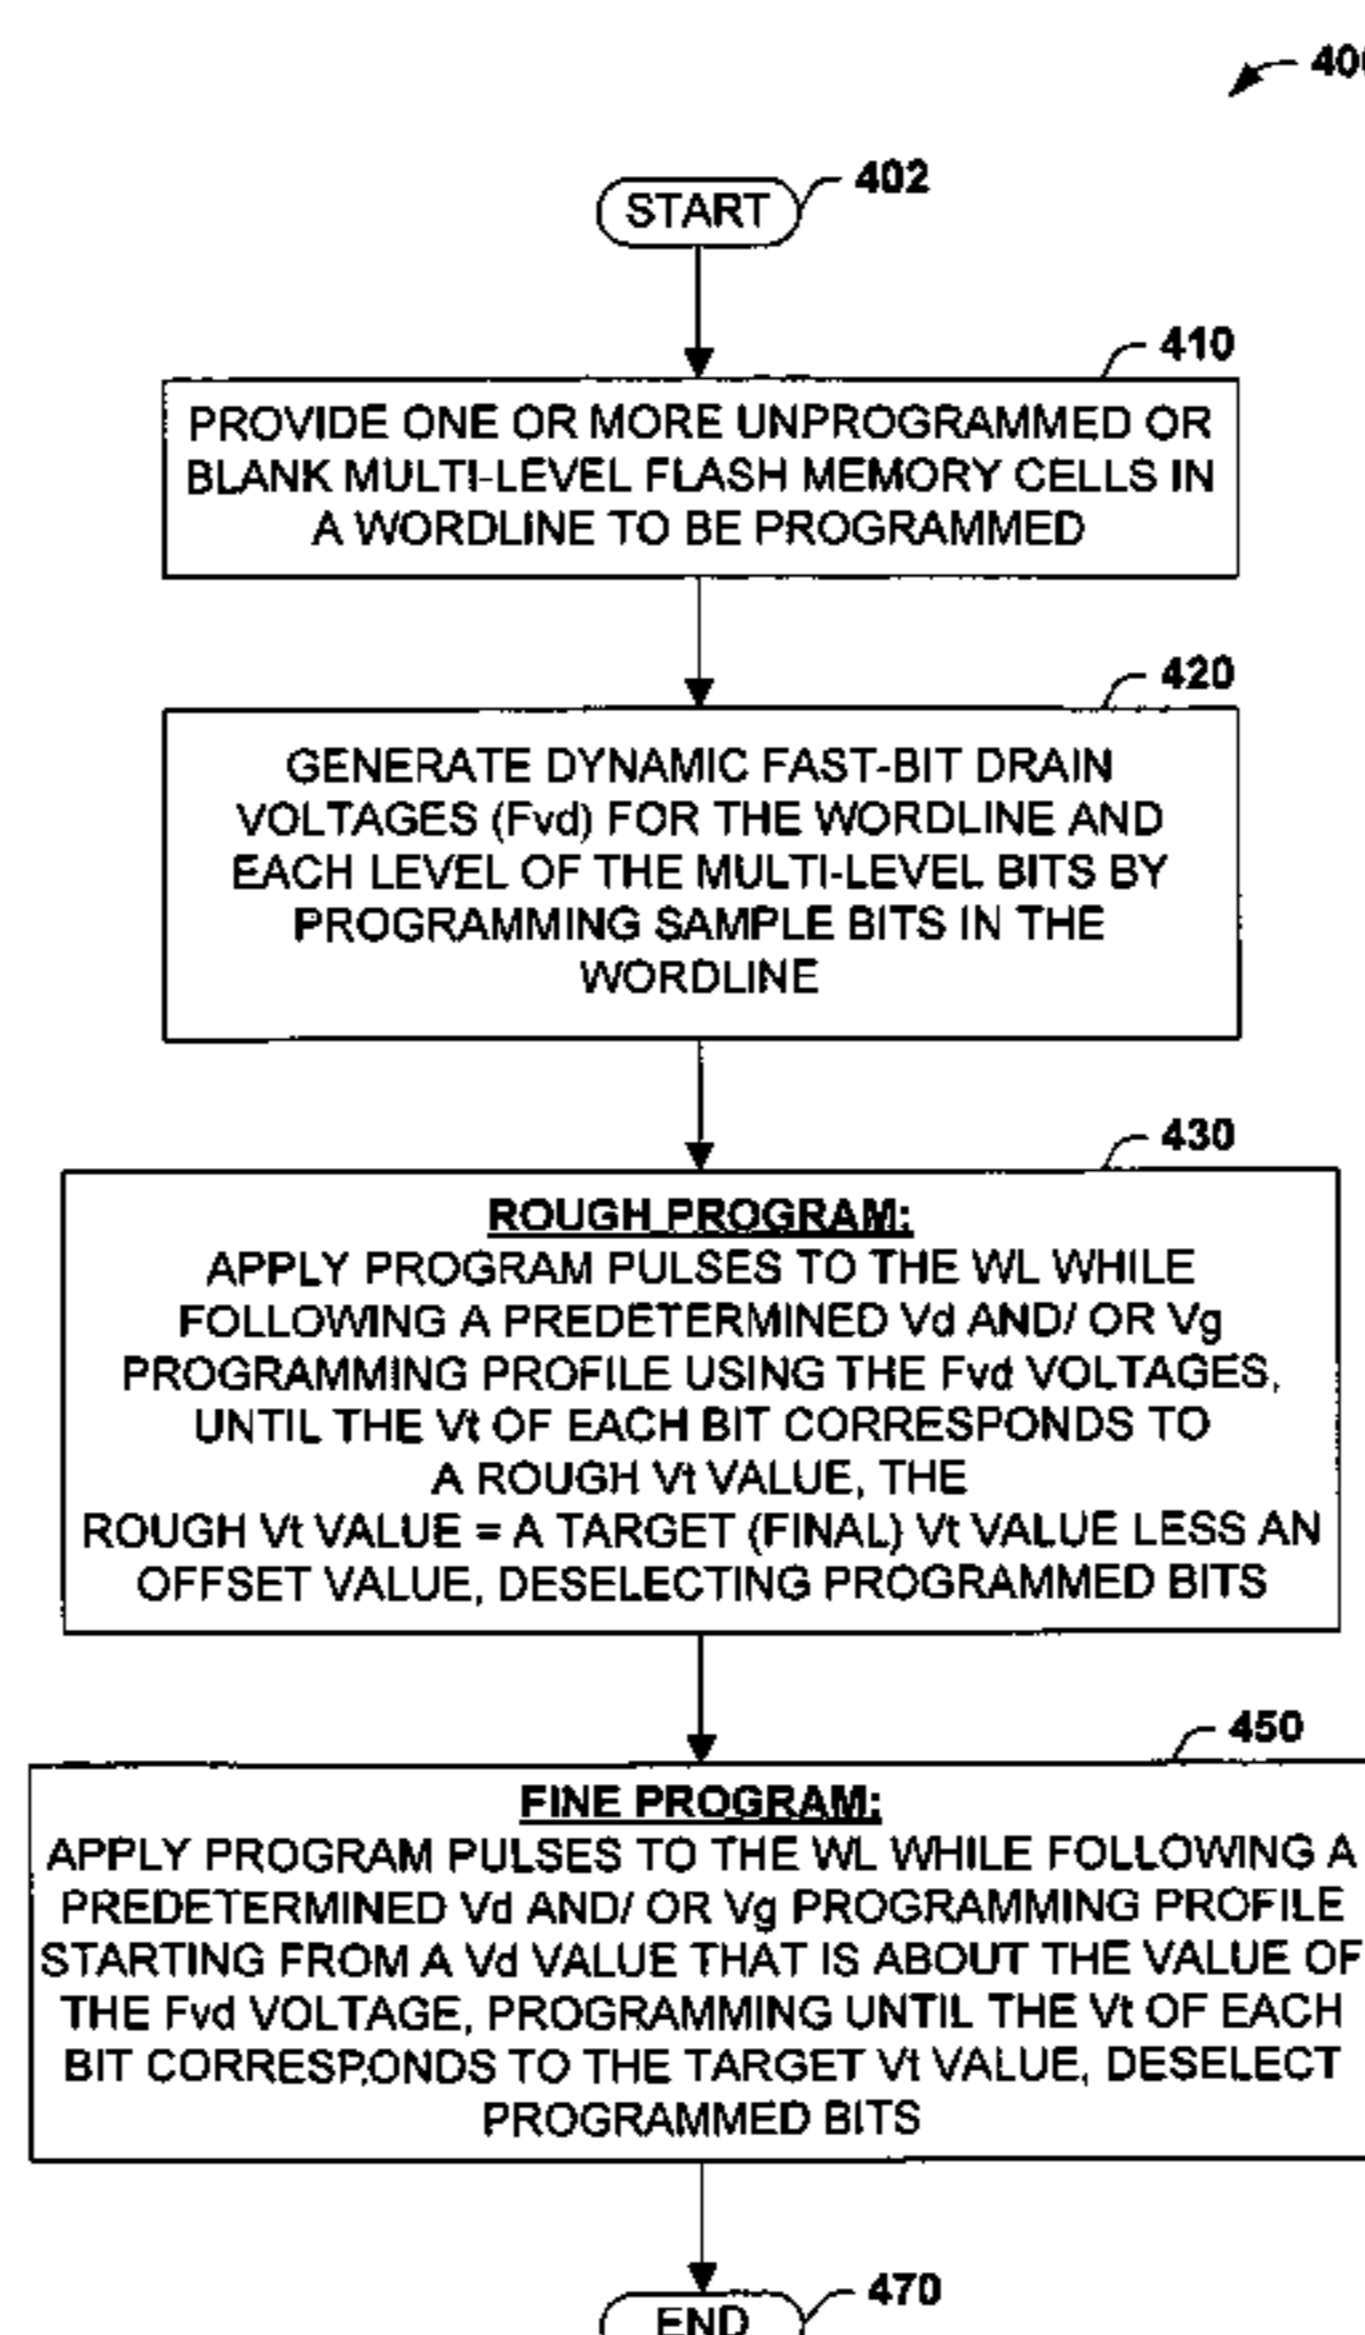 400
START
402
410
PROVIDE ONE OR MORE UNPROGRAMMED OR
BLANK MULTI-LEVEL FLASH MEMORY CELLS IN
A WORDLINE TO BE PROGRAMMED
420
GENERATE DYNAMIC FAST-BIT DRAIN
VOLTAGES (Fvd) FOR THE WORDLINE AND
EACH LEVEL OF THE MULTI-LEVEL BITS BY
PROGRAMMING SAMPLE BITS IN THE
WORDLINE
430
ROUGH PROGRAM:
APPLY PROGRAM PULSES TO THE WL WHILE
FOLLOWING A PREDETERMINED Vd AND/ OR Vg
PROGRAMMING PROFILE USING THE Fvd VOLTAGES,
UNTIL THE Vt OF EACH BIT CORRESPONDS TO
A ROUGH Vt VALUE, THE
ROUGH Vt VALUE = A TARGET (FINAL) Vt VALUE LESS AN
OFFSET VALUE, DESELECTING PROGRAMMED BITS
450
FINE PROGRAM:
APPLY PROGRAM PULSES TO THE WL WHILE FOLLOWING A
PREDETERMINED Vd AND/ OR Vg PROGRAMMING PROFILE
STARTING FROM A Vd VALUE THAT IS ABOUT THE VALUE OF
THE Fvd VOLTAGE, PROGRAMMING UNTIL THE Vt OF EACH
BIT CORRESPONDS TO THE TARGET Vt VALUE, DESELECT
PROGRAMMED BITS
470
END